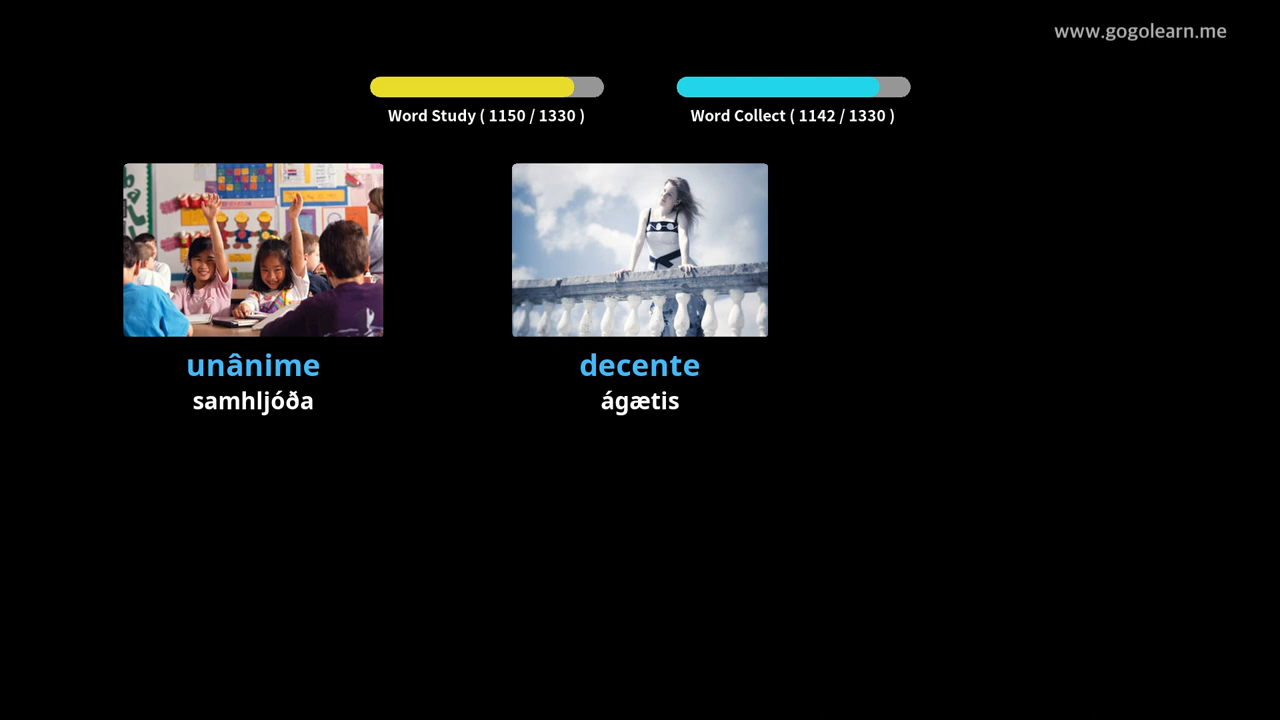 www.gogolearn.me
Word Study ( 1150 / 1330 )
Word Collect ( 1142 / 1330 )
unânime
samhljóða
decente
ágætis